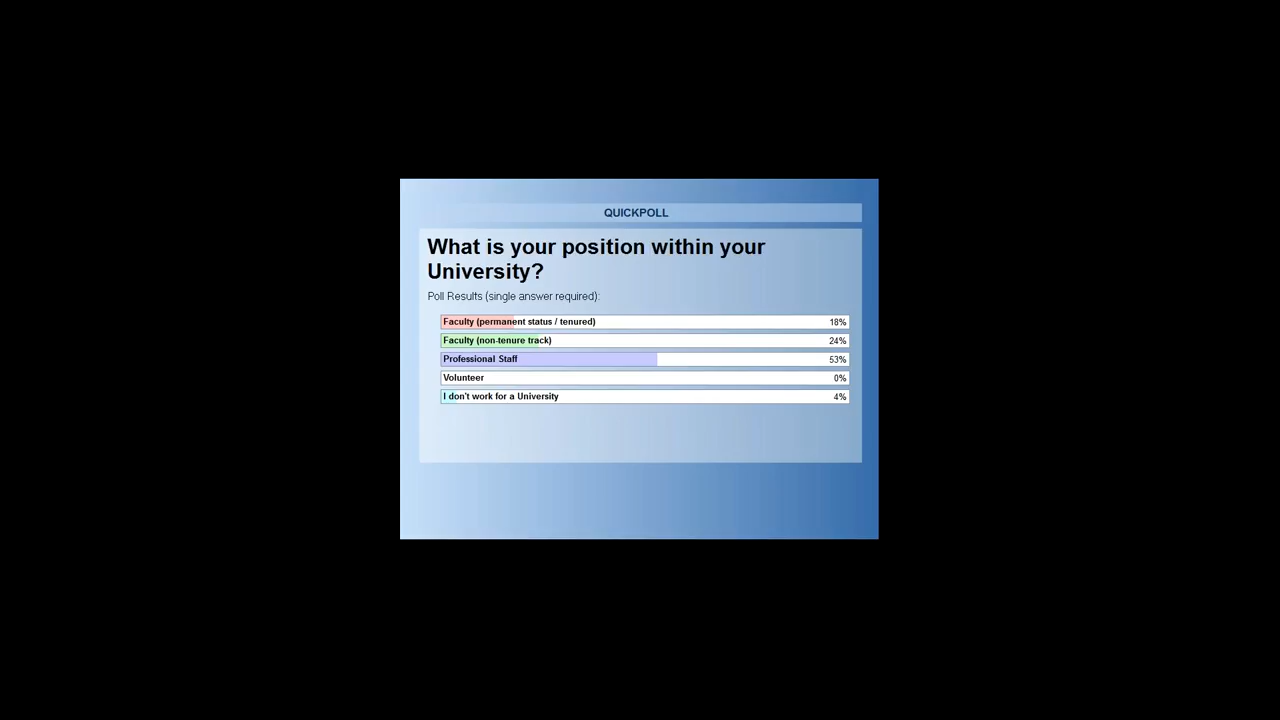 QUICKPOLL
What is your position within your
University?
Poll Results (single answer required):
Faculty (permanent status / tenured) 18%
Faculty (non-tenure track) 24%
Professional Staff 53%
Volunteer 0%
I don't work for a University 4%